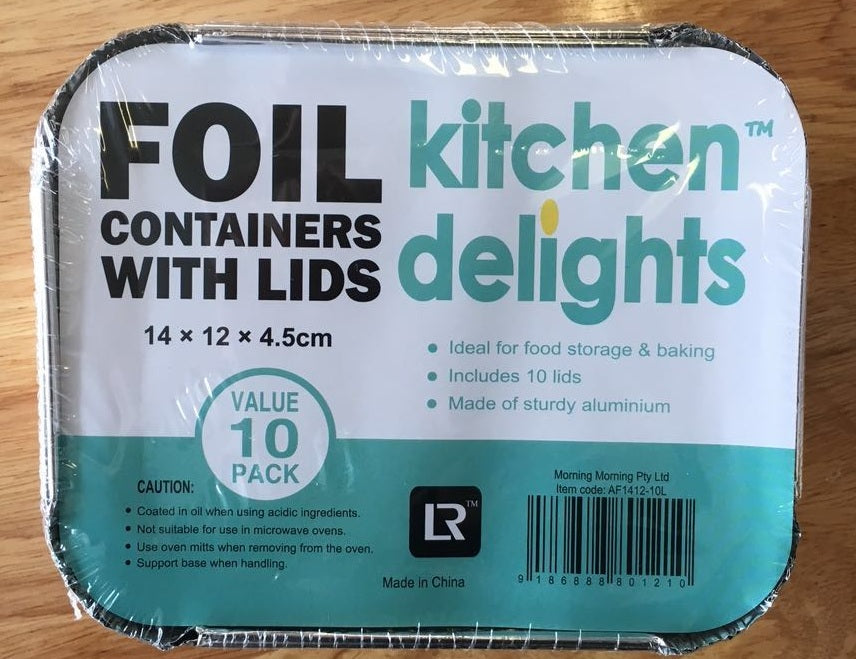 FOIL
CONTAINERS
WITH LIDS
14 × 12 × 4.5cm
kitchen™
delights
• Ideal for food storage & baking
• Includes 10 lids
• Made of sturdy aluminium
VALUE
10
PACK
CAUTION:
• Coated in oil when using acidic ingredients.
• Not suitable for use in microwave ovens.
• Use oven mitts when removing from the oven.
• Support base when handling.
LR™
Made in China
Morning Morning Pty Ltd
Item code: AF1412-10L
9 186888 801210